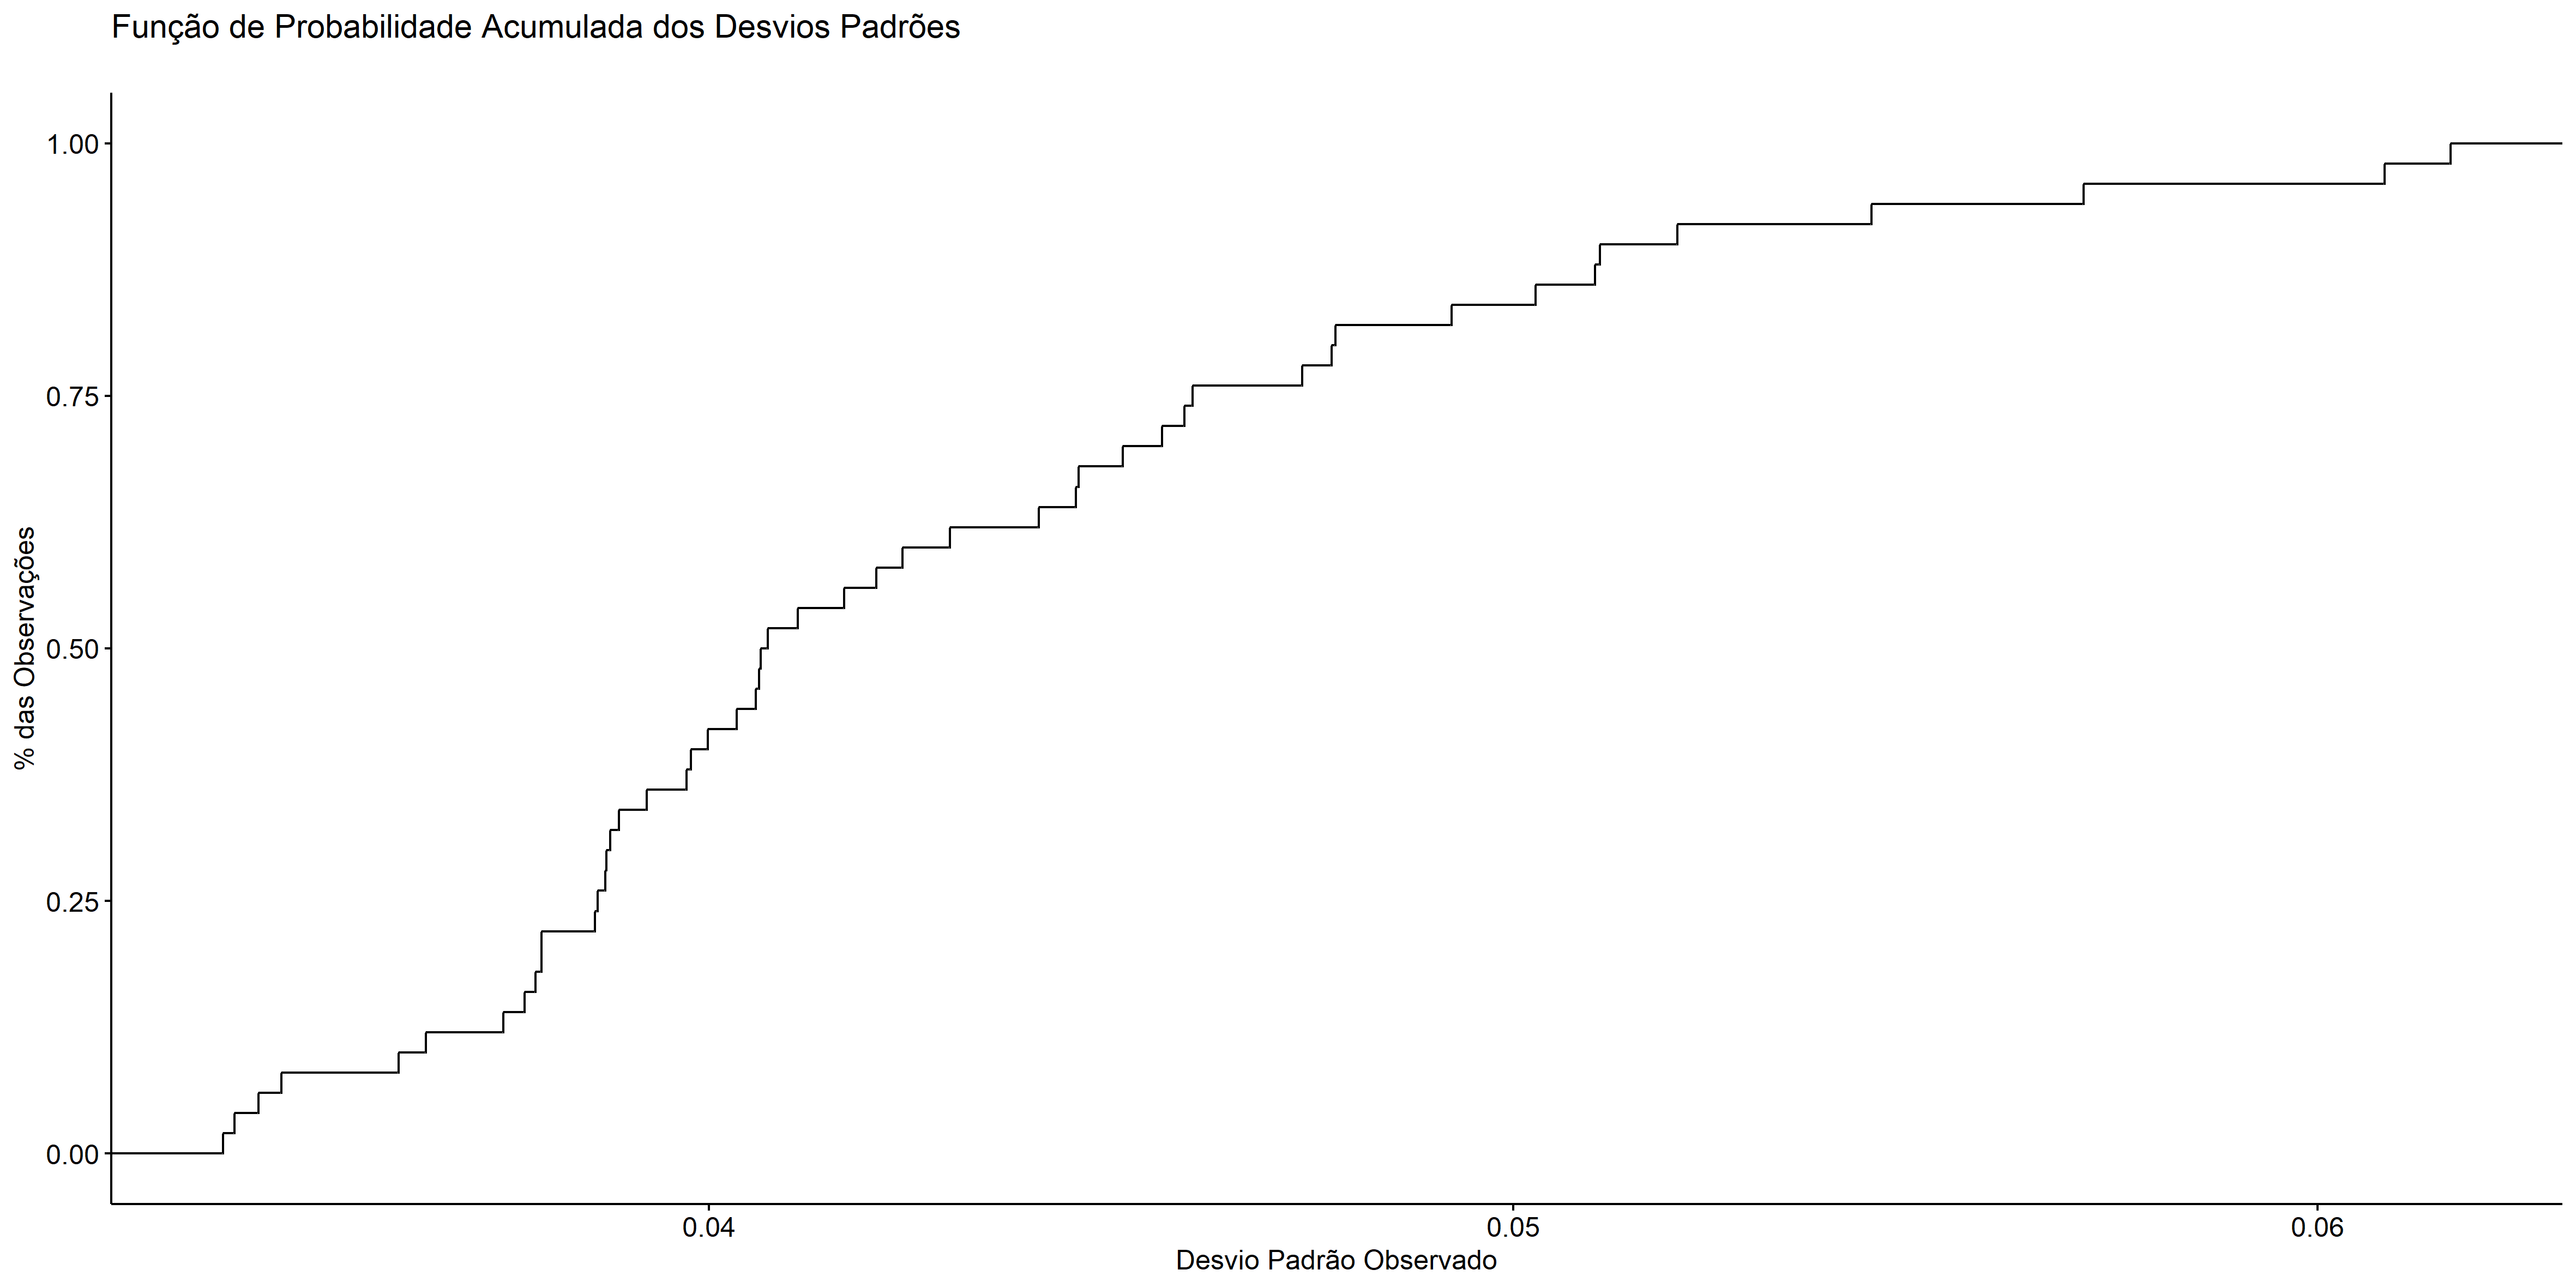 Função de Probabilidade Acumulada dos Desvios Padrões
1.00
0.75
0.50
0.25
0.00
% das Observações
0.04
0.05
0.06
Desvio Padrão Observado